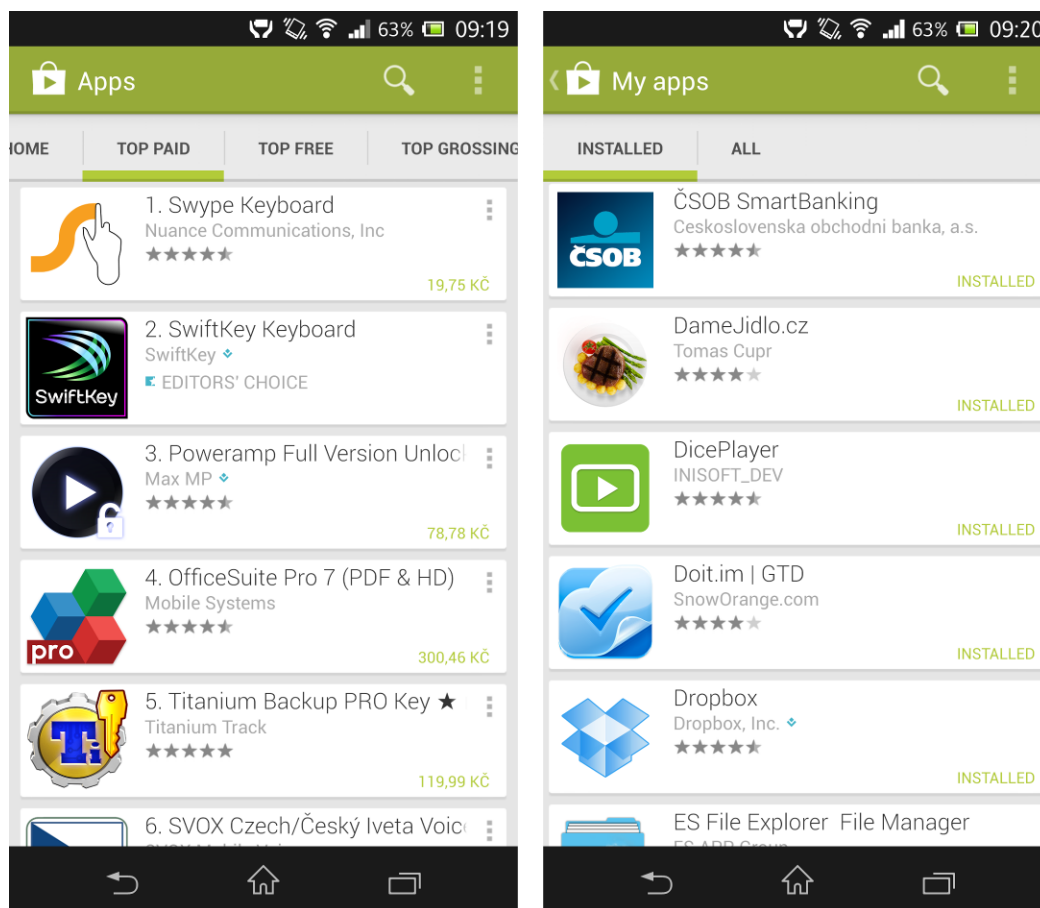 63% 09:19
Apps
HOME TOP PAID TOP FREE TOP GROSSING
1. Swype Keyboard
Nuance Communications, Inc
19,75 KČ
SwiftKey
2. SwiftKey Keyboard
SwiftKey
EDITORS' CHOICE
3. Poweramp Full Version Unlock
Max MP
78,78 KČ
pro
4. OfficeSuite Pro 7 (PDF & HD)
Mobile Systems
300,46 KČ
Ti
5. Titanium Backup PRO Key ★
Titanium Track
119,99 KČ
6. SVOX Czech/Český Iveta Voice
63% 09:20
My apps
INSTALLED ALL
ČSOB
ČSOB SmartBanking
Ceskoslovenska obchodni banka, a.s.
INSTALLED
DameJidlo.cz
Tomas Cupr
INSTALLED
DicePlayer
INISOFT_DEV
INSTALLED
Doit.im | GTD
SnowOrange.com
INSTALLED
Dropbox
Dropbox, Inc.
INSTALLED
ES File Explorer File Manager
ES APP Group